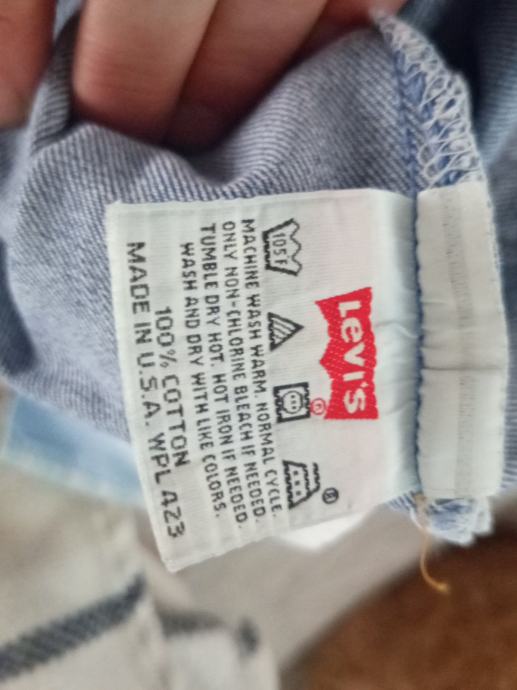 LEVI'S
®
105F
MACHINE WASH WARM. NORMAL CYCLE.
ONLY NON-CHLORINE BLEACH IF NEEDED.
TUMBLE DRY HOT. HOT IRON IF NEEDED.
WASH AND DRY WITH LIKE COLORS.
100% COTTON
MADE IN U.S.A. WPL 423